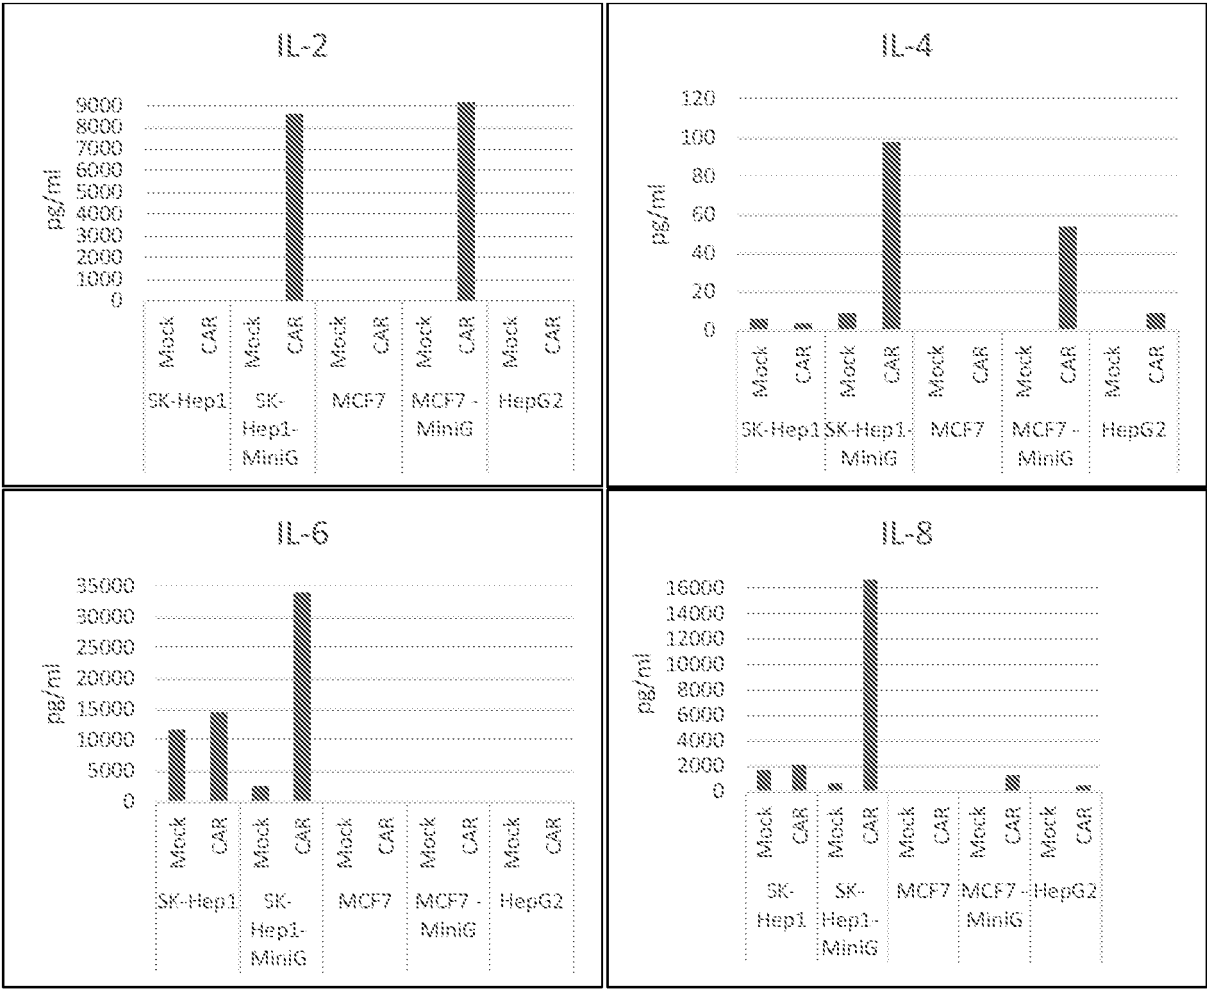 IL-2
pg/ml
9000
8000
7000
6000
5000
4000
3000
2000
1000
0
Mock CAR Mock CAR Mock CAR Mock CAR Mock CAR
SK-Hep1 SK-Hep1-MiniG MCF7 MCF7 - MiniG HepG2
IL-4
pg/ml
120
100
80
60
40
20
0
Mock CAR Mock CAR Mock CAR Mock CAR Mock CAR
SK-Hep1 SK-Hep1-MiniG MCF7 MCF7 - MiniG HepG2
IL-6
pg/ml
35000
30000
25000
20000
15000
10000
5000
0
Mock CAR Mock CAR Mock CAR Mock CAR Mock CAR
SK-Hep1 SK-Hep1-MiniG MCF7 MCF7 - MiniG HepG2
IL-8
pg/ml
16000
14000
12000
10000
8000
6000
4000
2000
0
Mock CAR Mock CAR Mock CAR Mock CAR Mock CAR
SK-Hep1 SK-Hep1-MiniG MCF7 MCF7 - MiniG HepG2